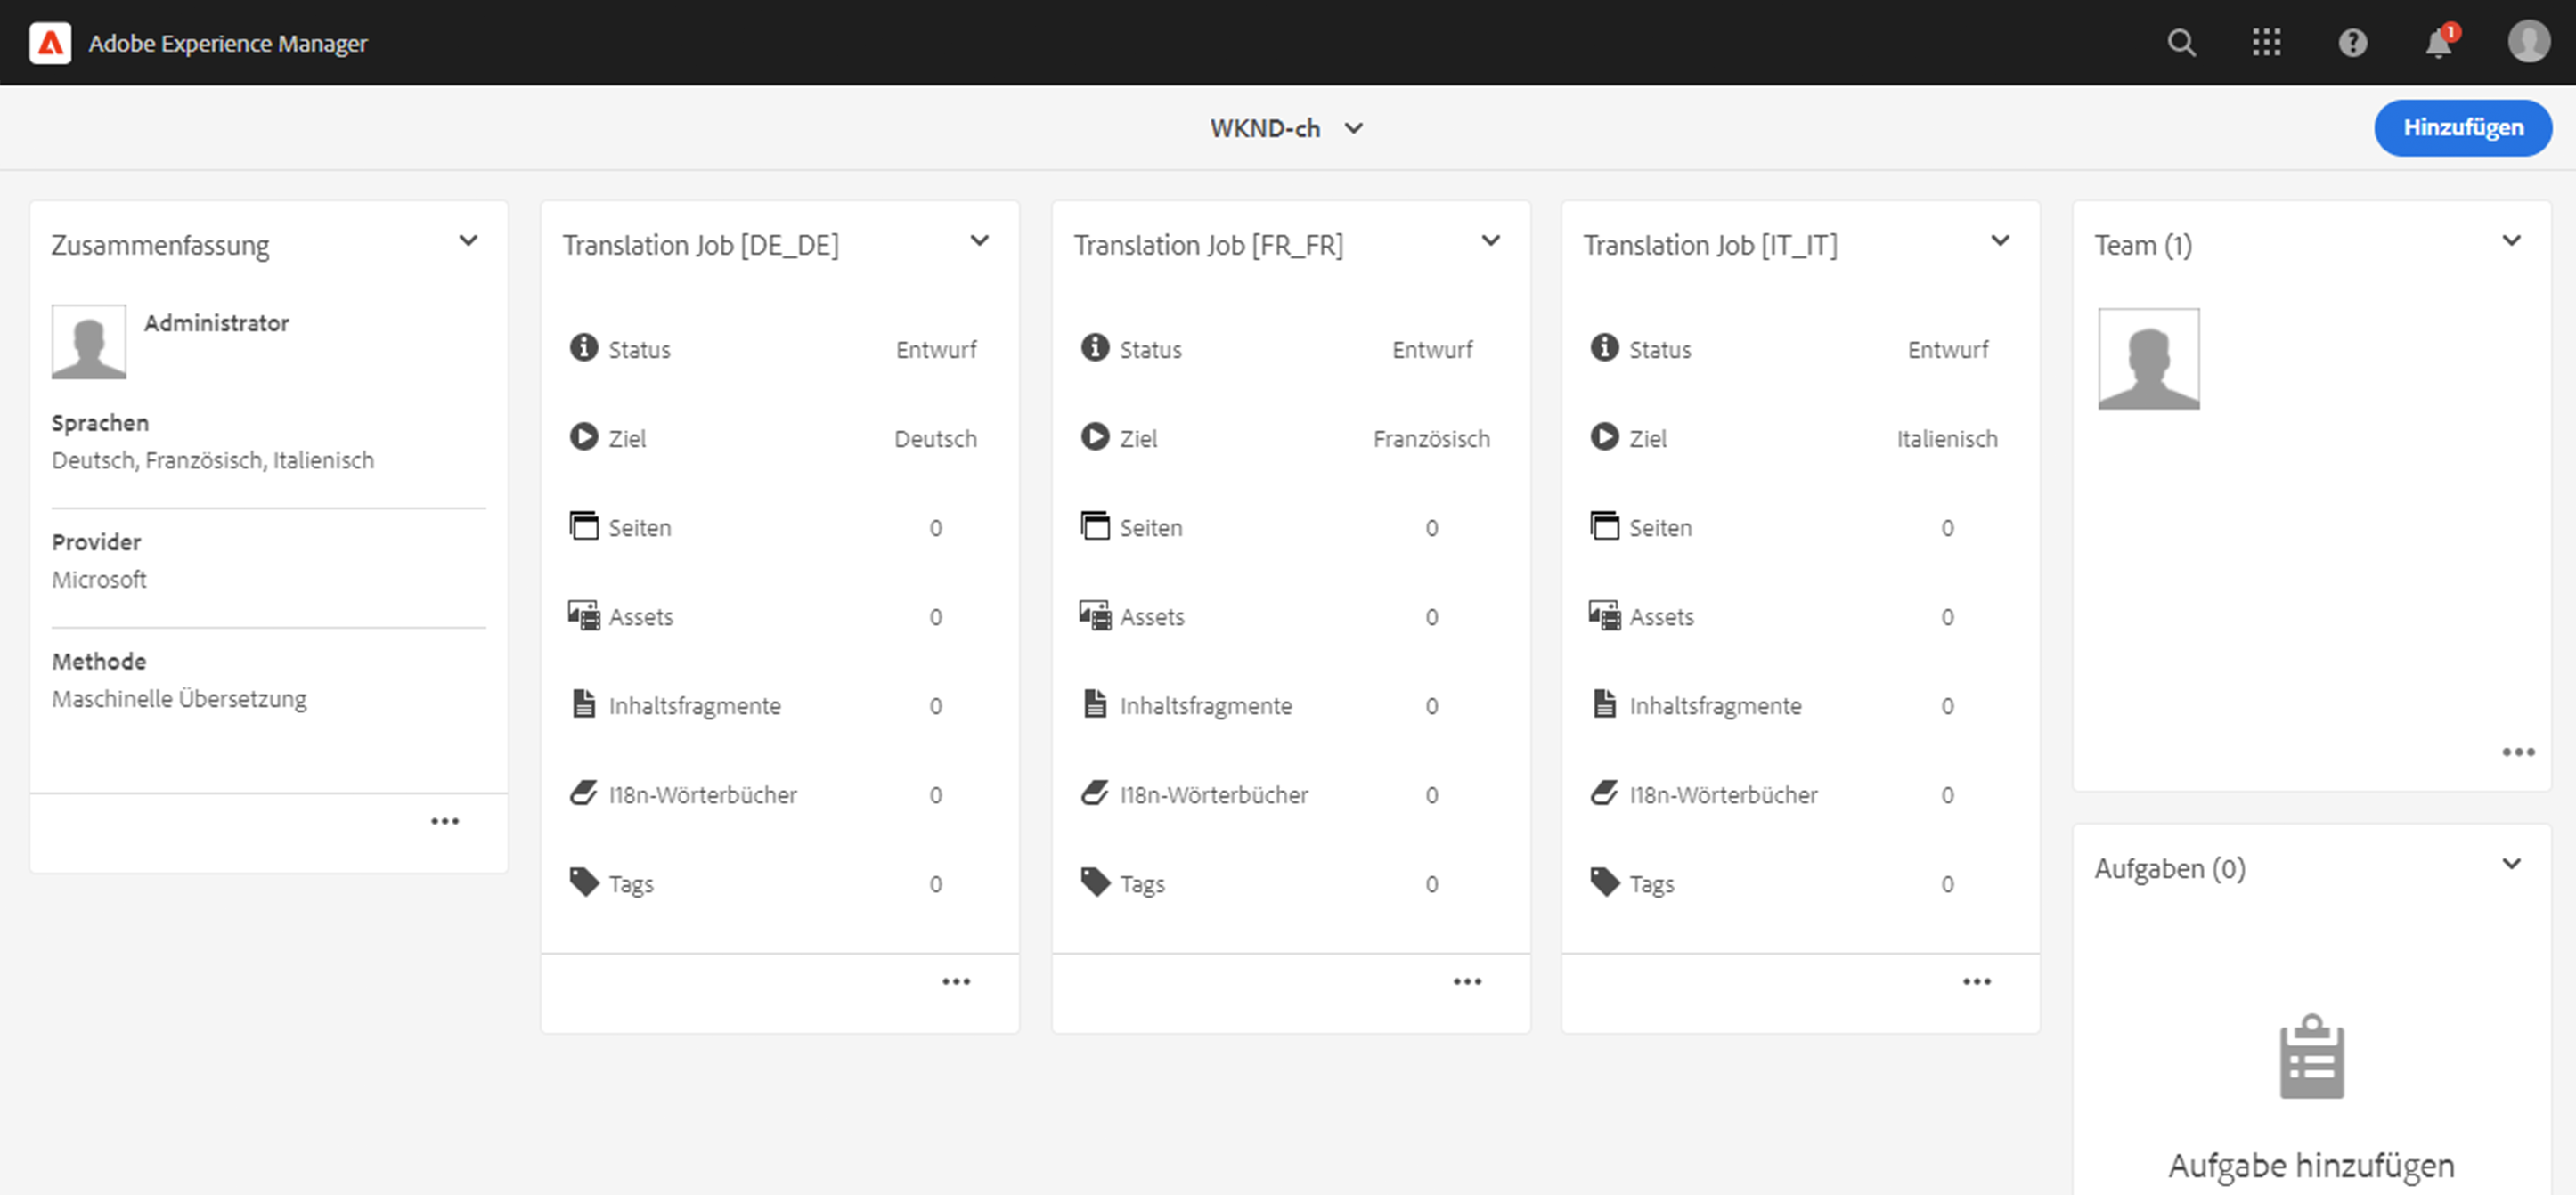 Adobe Experience Manager
1
WKND-ch
Hinzufügen
Zusammenfassung
Administrator
Sprachen
Deutsch, Französisch, Italienisch
Provider
Microsoft
Methode
Maschinelle Übersetzung
Translation Job [DE_DE]
Status Entwurf
Ziel Deutsch
Seiten 0
Assets 0
Inhaltsfragmente 0
I18n-Wörterbücher 0
Tags 0
Translation Job [FR_FR]
Status Entwurf
Ziel Französisch
Seiten 0
Assets 0
Inhaltsfragmente 0
I18n-Wörterbücher 0
Tags 0
Translation Job [IT_IT]
Status Entwurf
Ziel Italienisch
Seiten 0
Assets 0
Inhaltsfragmente 0
I18n-Wörterbücher 0
Tags 0
Team (1)
Aufgaben (0)
Aufgabe hinzufügen